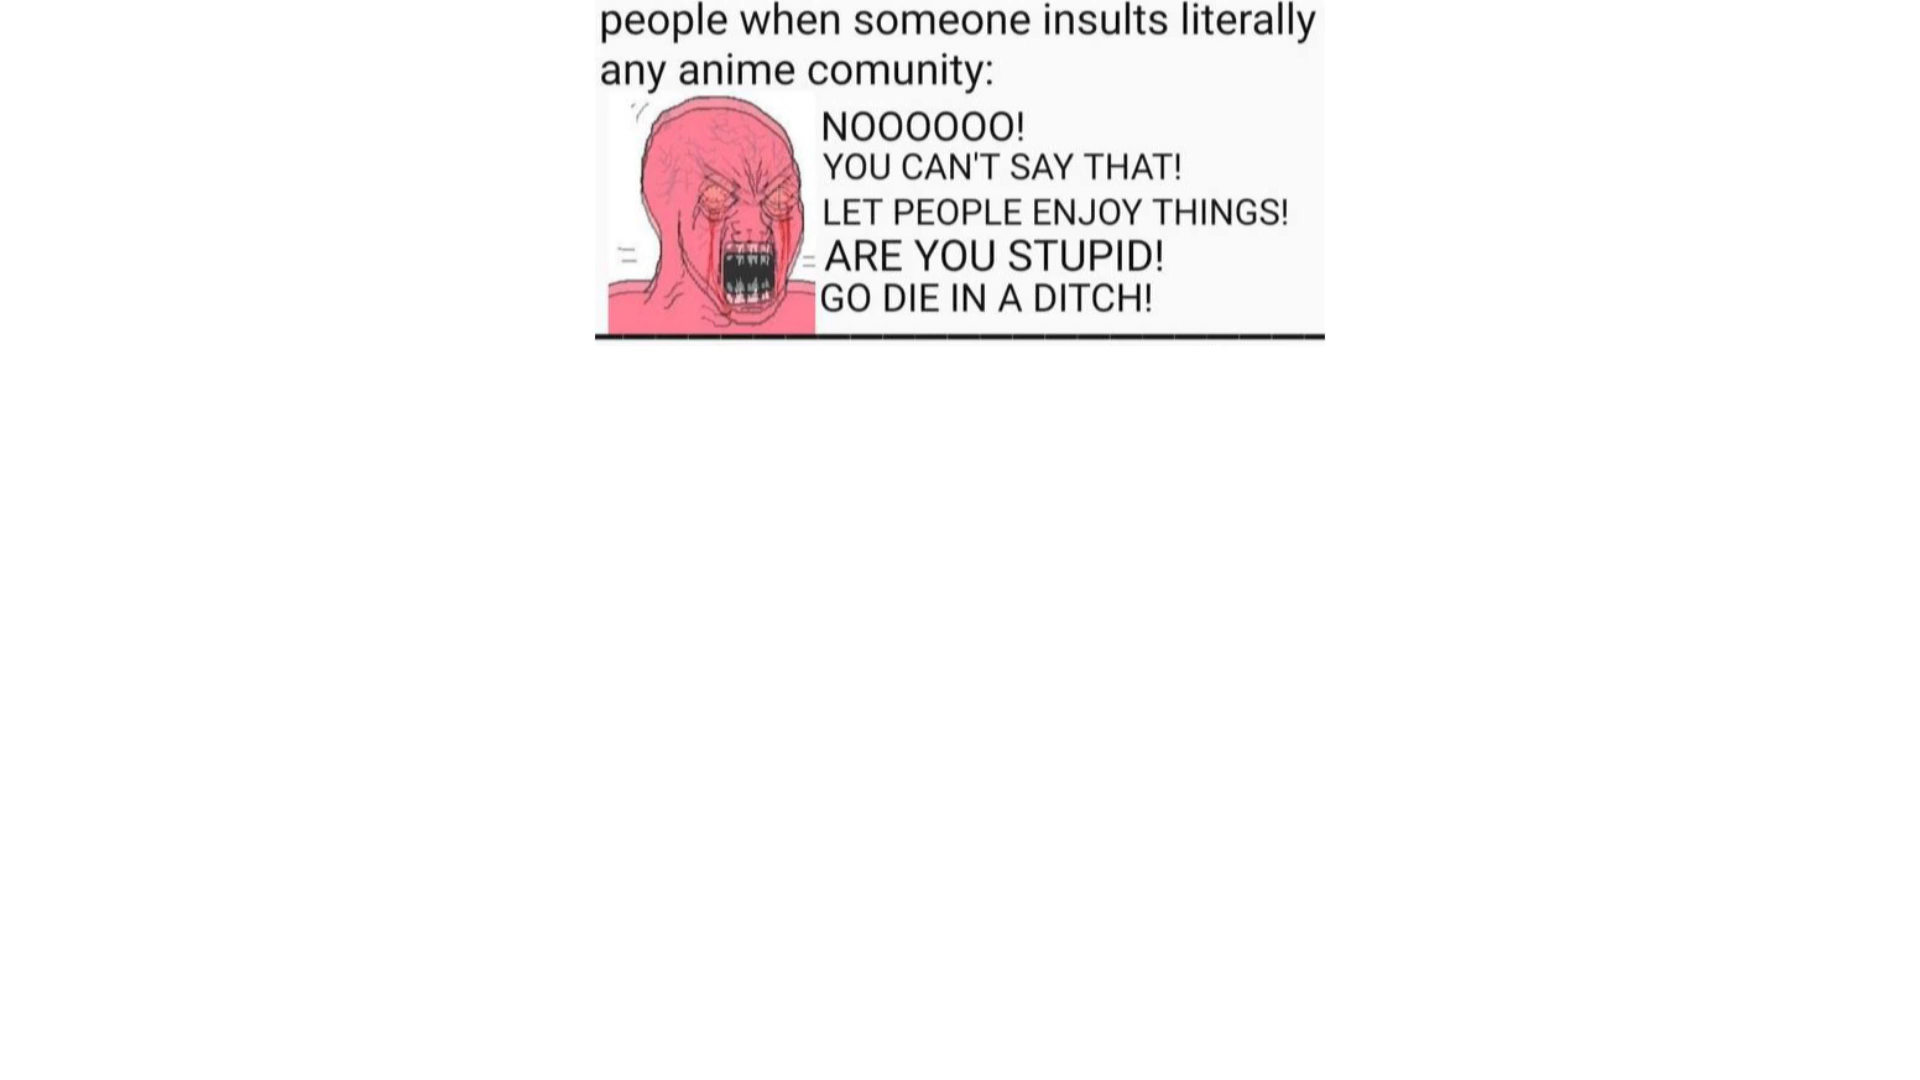 people when someone insults literally
any anime comunity:
NOOOOOO!
YOU CAN'T SAY THAT!
LET PEOPLE ENJOY THINGS!
ARE YOU STUPID!
GO DIE IN A DITCH!